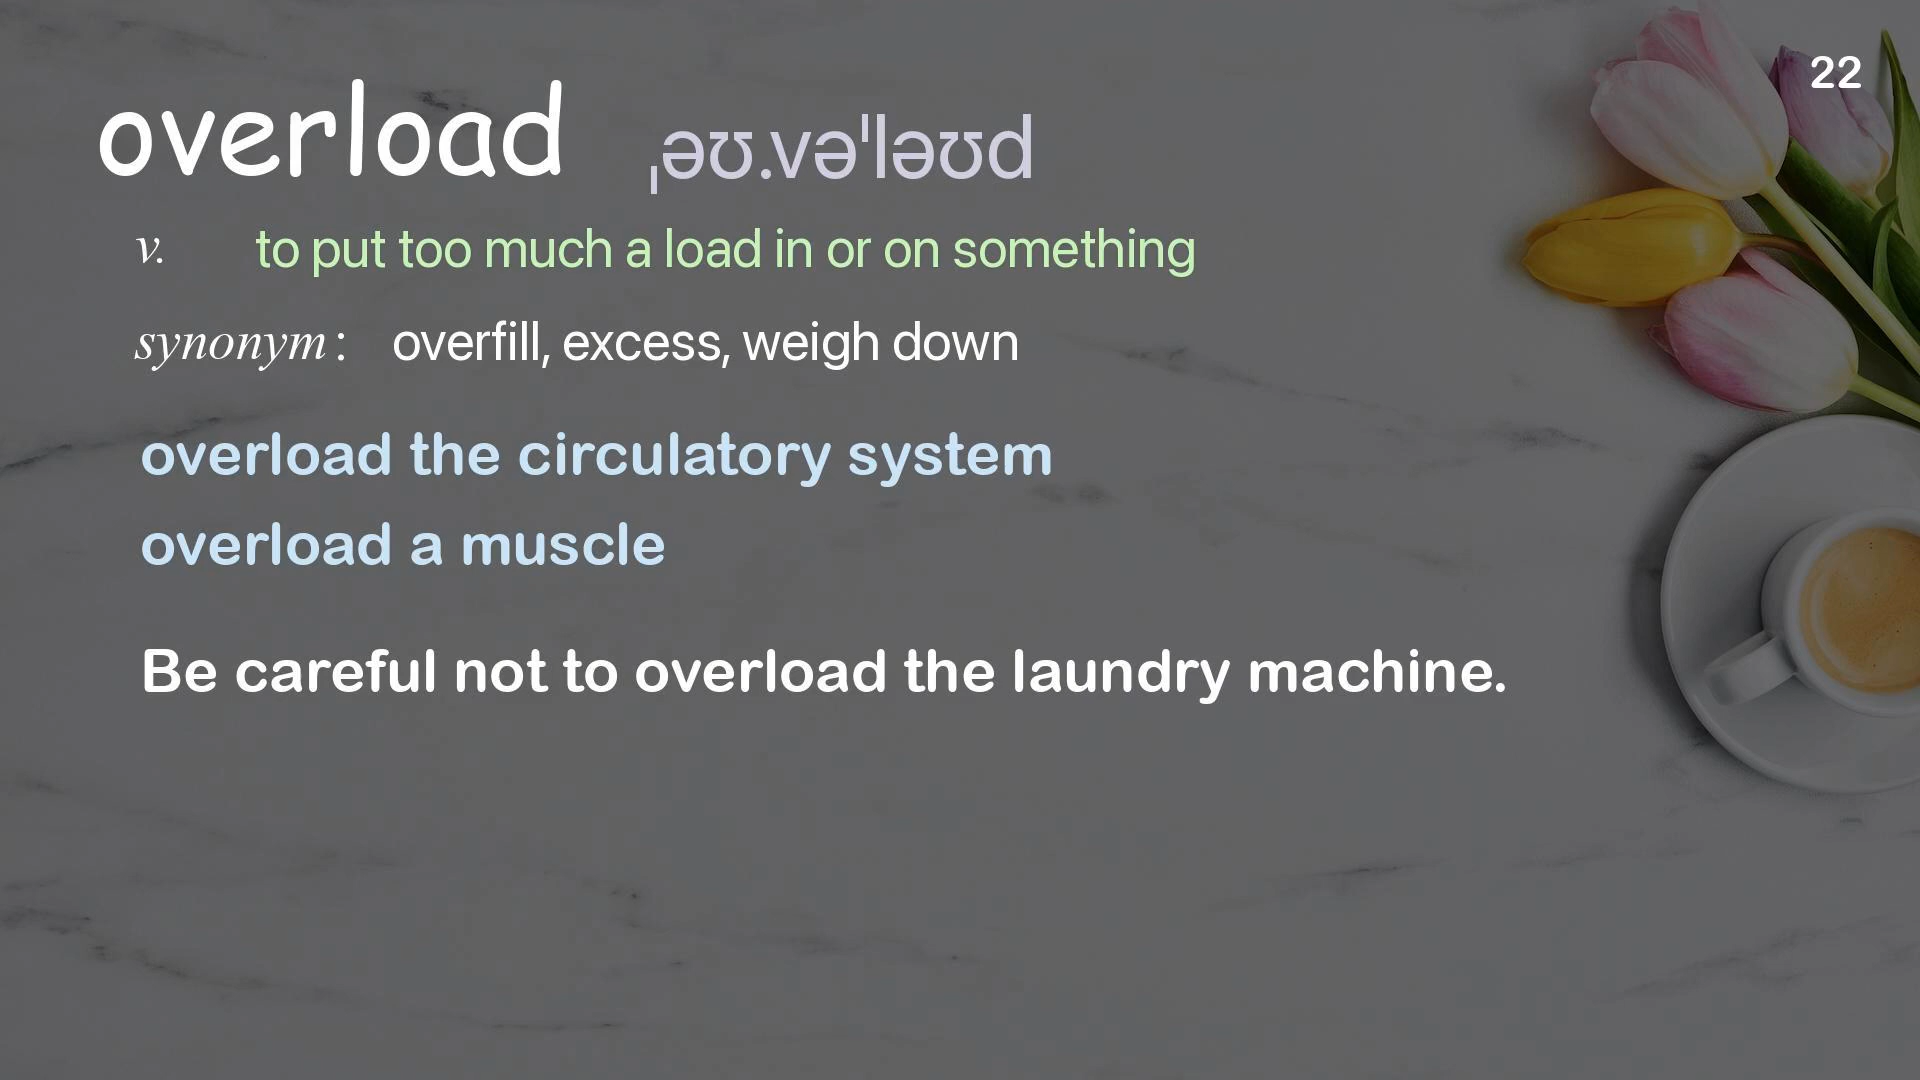 22
overload ˌəʊ.vəˈləʊd
v. to put too much a load in or on something
synonym : overfill, excess, weigh down
overload the circulatory system
overload a muscle
Be careful not to overload the laundry machine.